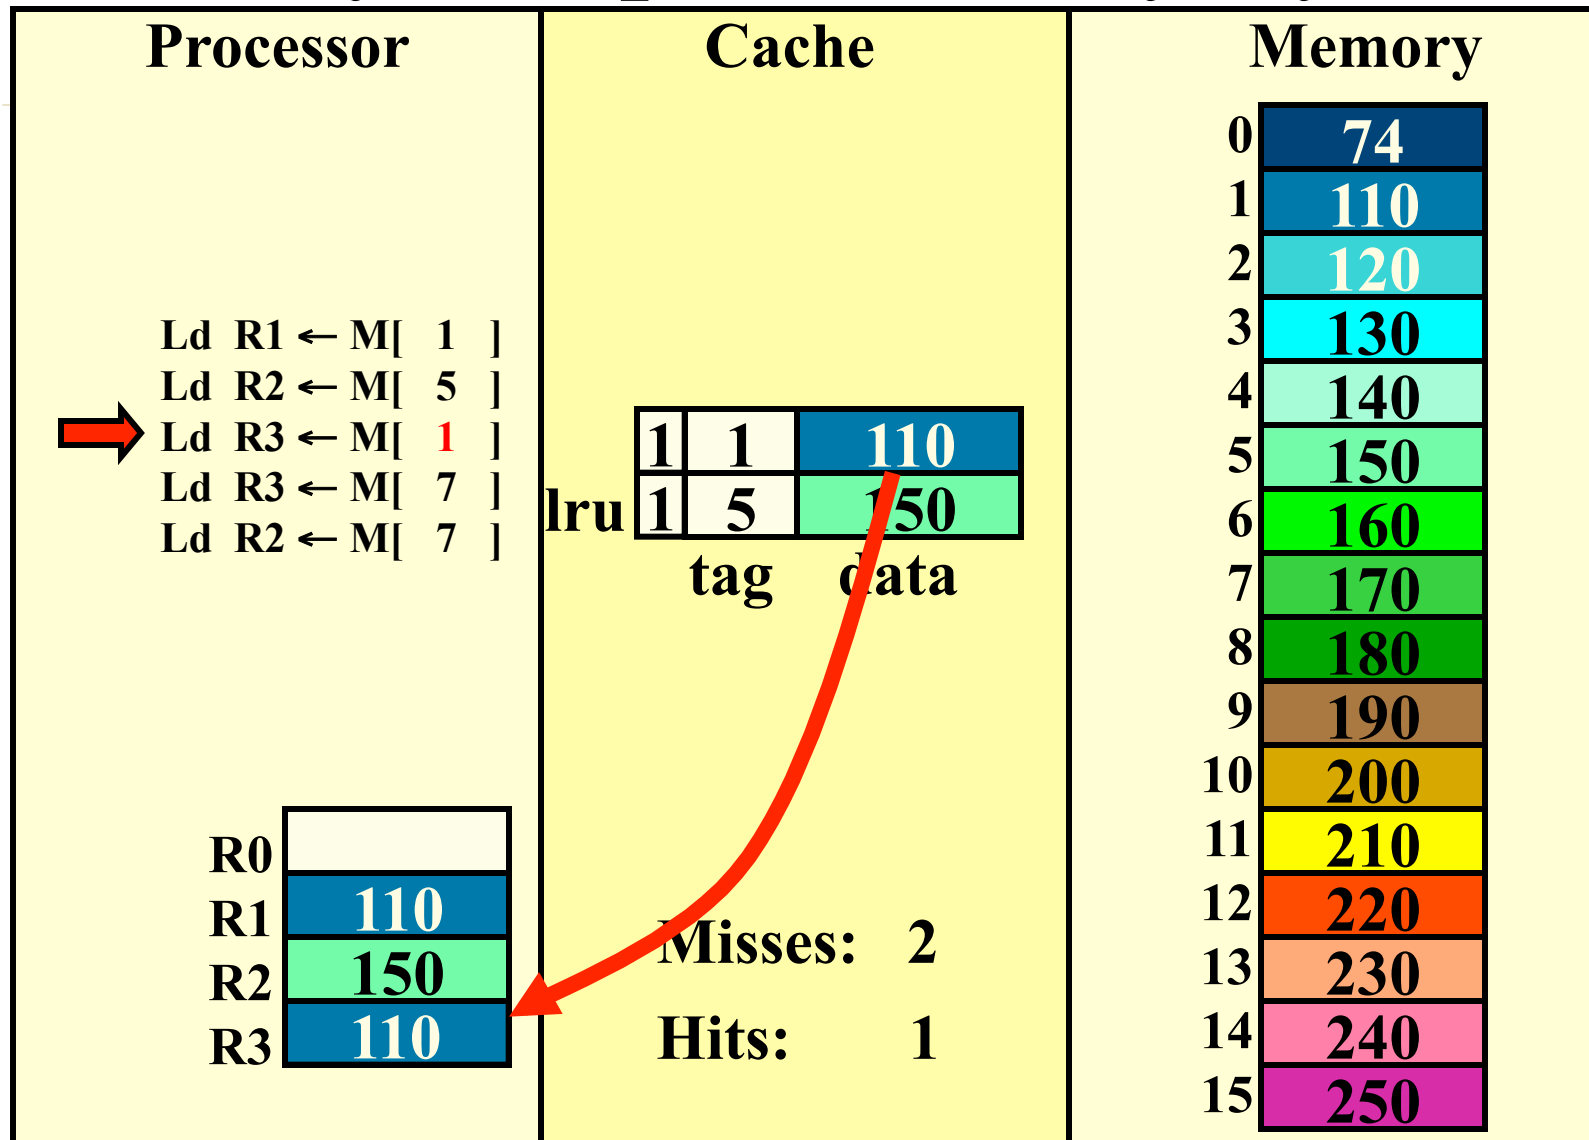 Processor
Cache
Memory
Ld R1 ← M[ 1 ]
Ld R2 ← M[ 5 ]
Ld R3 ← M[ 1 ]
Ld R3 ← M[ 7 ]
Ld R2 ← M[ 7 ]
R0
R1 110
R2 150
R3 110
1 1 110
lru 1 5 150
tag data
Misses: 2
Hits: 1
0 74
1 110
2 120
3 130
4 140
5 150
6 160
7 170
8 180
9 190
10 200
11 210
12 220
13 230
14 240
15 250